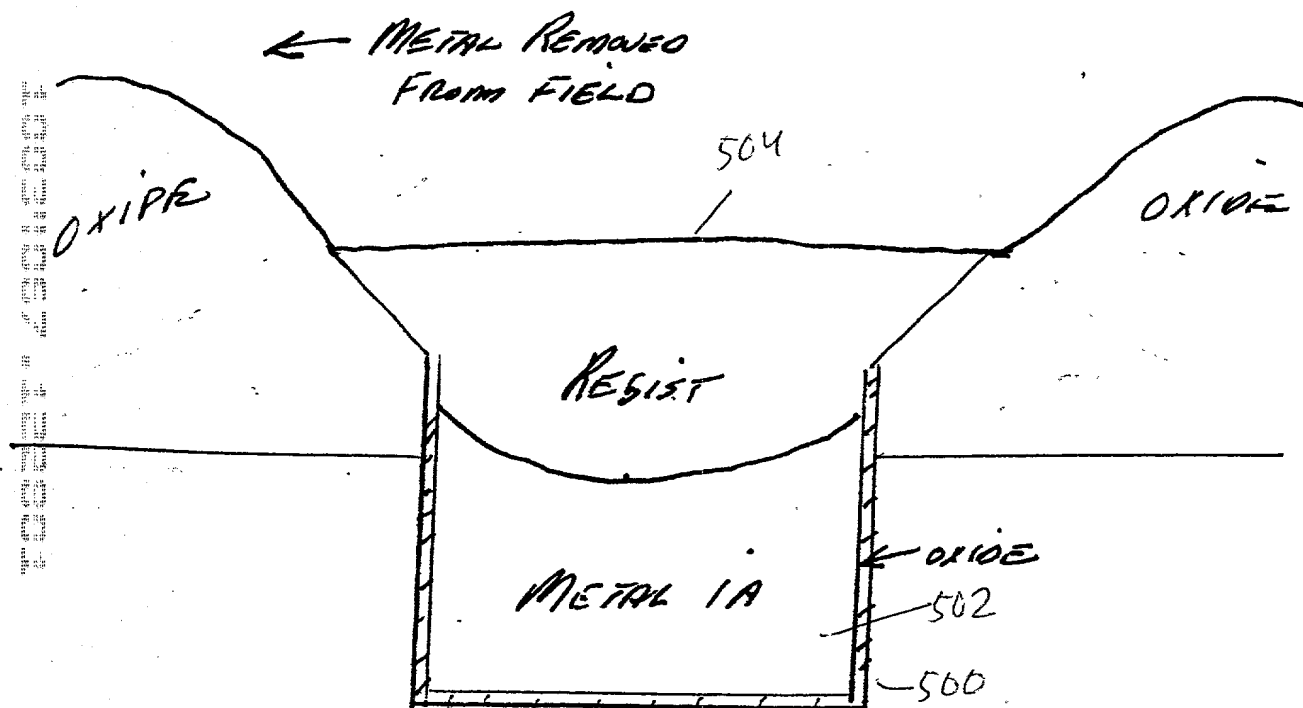 ← METAL REMOVED
FROM FIELD
504
OXIDE
OXIDE
RESIST
← OXIDE
METAL 1A
502
500